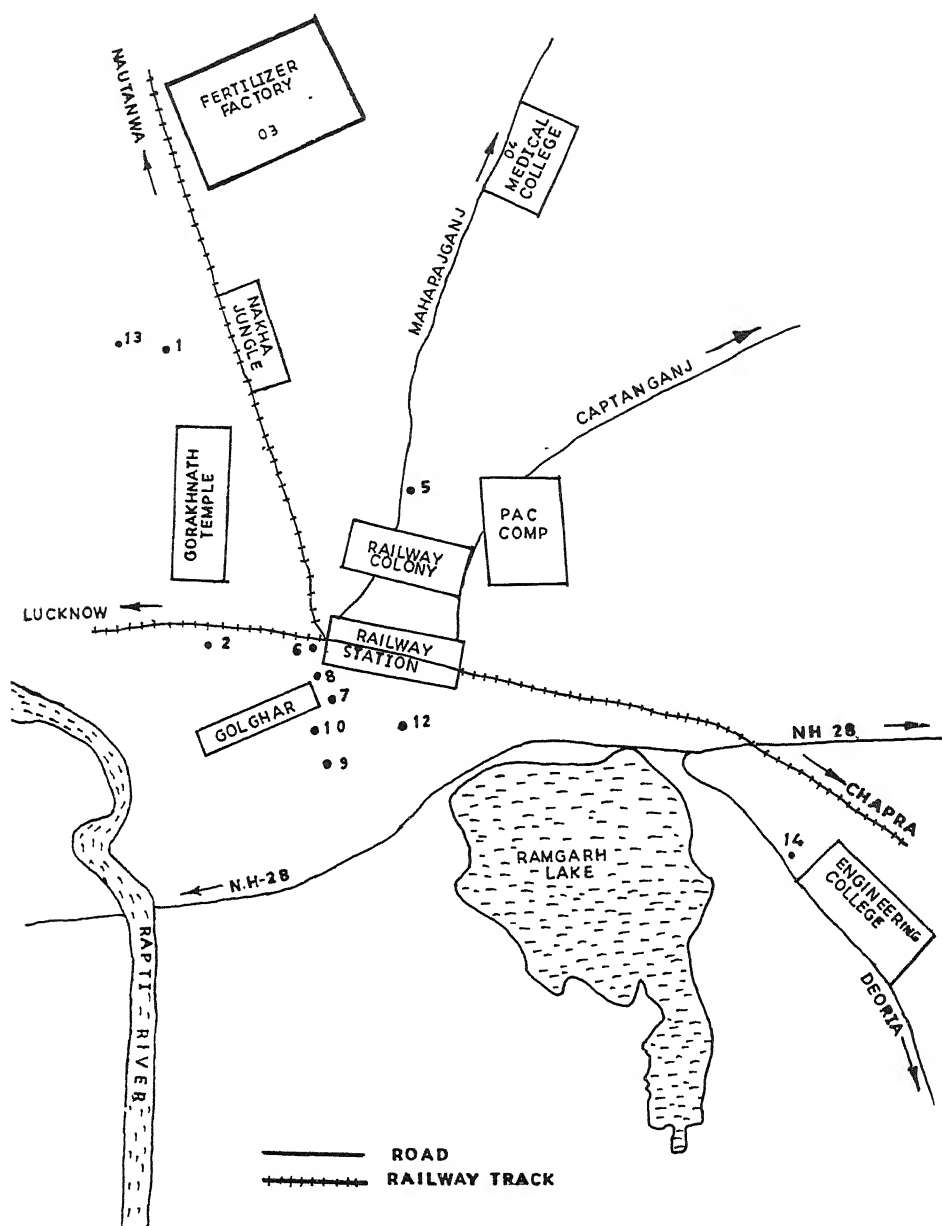 NAUTANWA
FERTILIZER
FACTORY
03
04
MEDICAL
COLLEGE
MAHARAJGANJ
NAKHA
JUNGLE
13
1
CAPTANGANJ
GORAKHNATH
TEMPLE
5
PAC
COMP
RAILWAY
COLONY
LUCKNOW
2
6
RAILWAY
STATION
8
7
GOLGHAR
10
12
9
NH 28
CHAPRA
14
RAMGARH
LAKE
ENGINEERING
COLLEGE
N.H-28
RAPTI RIVER
DEORIA
ROAD
RAILWAY TRACK